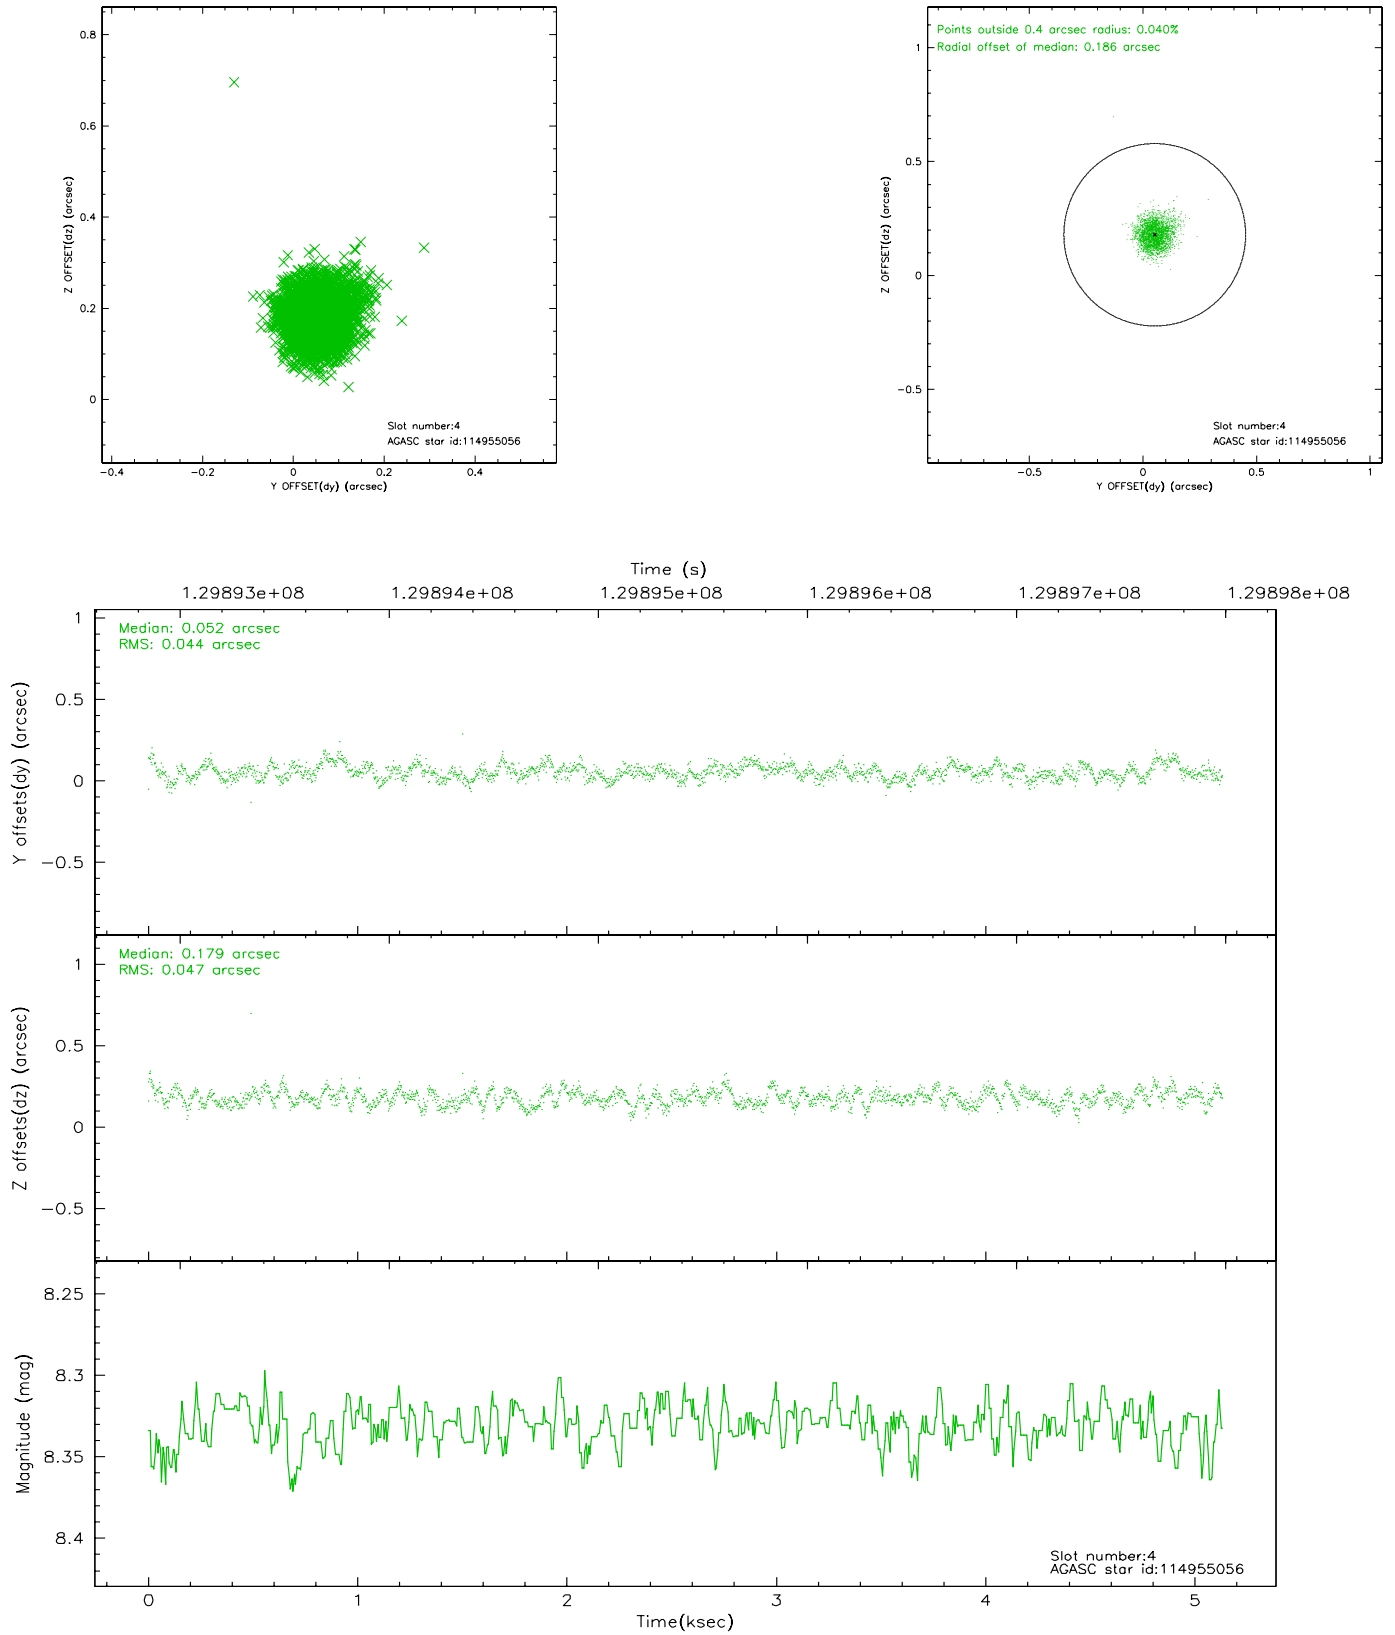 0.8
0.6
0.4
0.2
0
Z OFFSET(dz) (arcsec)
Slot number:4
AGASC star id:114955056
-0.4 -0.2 0 0.2 0.4
Y OFFSET(dy) (arcsec)
Points outside 0.4 arcsec radius: 0.040%
Radial offset of median: 0.186 arcsec
1
0.5
0
-0.5
Z OFFSET(dz) (arcsec)
Slot number:4
AGASC star id:114955056
-0.5 0 0.5 1
Y OFFSET(dy) (arcsec)
Time (s)
1.29893e+08 1.29894e+08 1.29895e+08 1.29896e+08 1.29897e+08 1.29898e+08
Median: 0.052 arcsec
RMS: 0.044 arcsec
1
0.5
0
-0.5
Y offsets(dy) (arcsec)
Median: 0.179 arcsec
RMS: 0.047 arcsec
1
0.5
0
-0.5
Z offsets(dz) (arcsec)
8.25
8.3
8.35
8.4
Magnitude (mag)
Slot number:4
AGASC star id:114955056
0 1 2 3 4 5
Time(ksec)